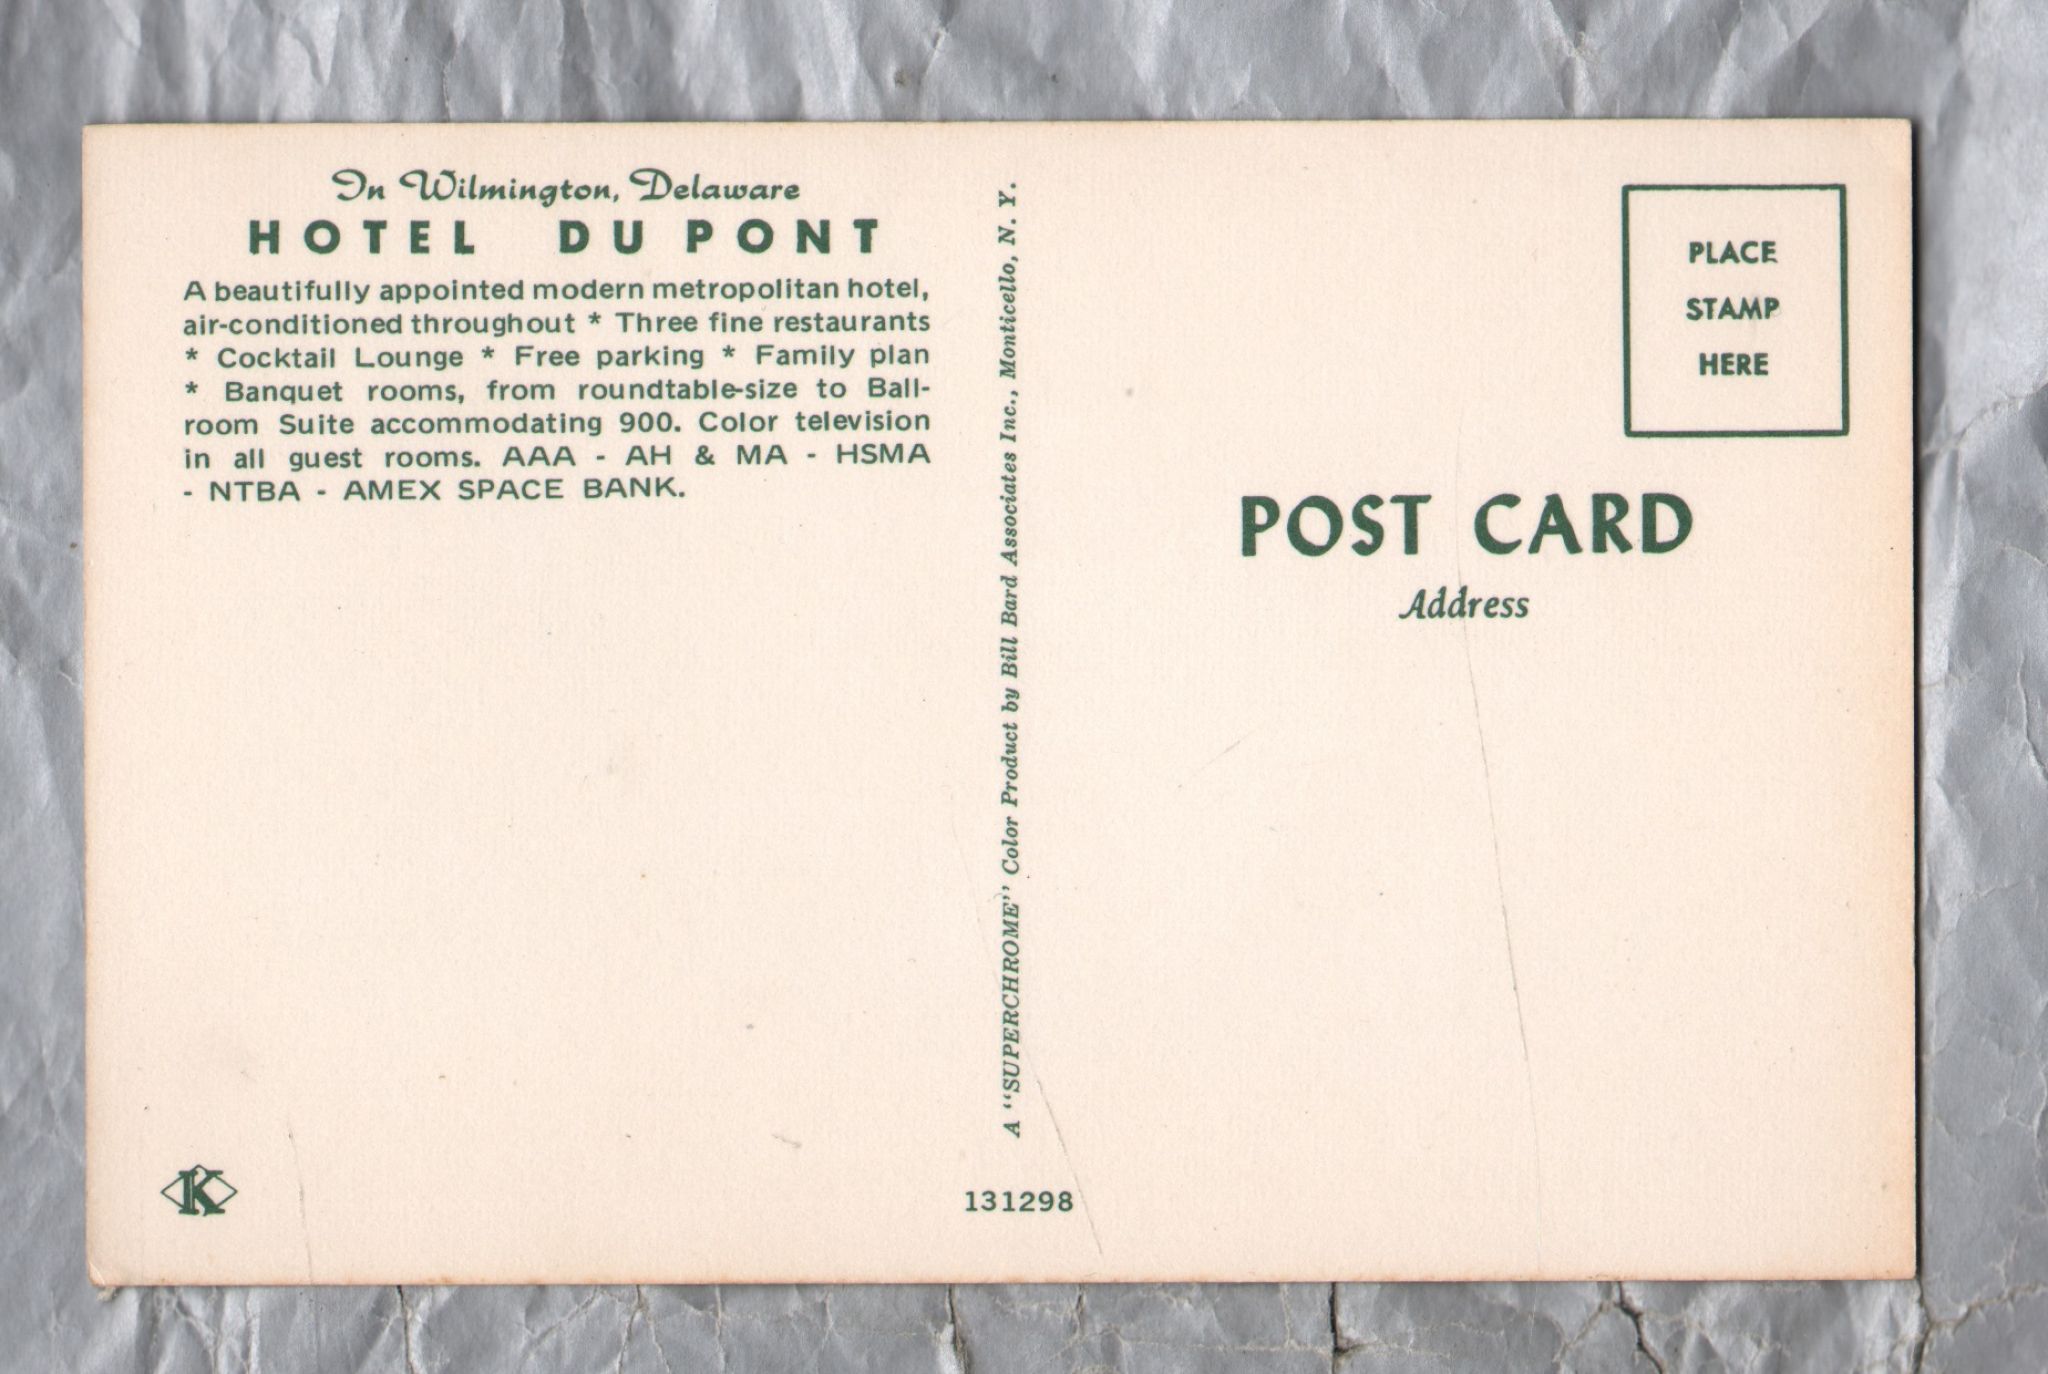 In Wilmington, Delaware
HOTEL DU PONT
A beautifully appointed modern metropolitan hotel,
air-conditioned throughout * Three fine restaurants
* Cocktail Lounge * Free parking * Family plan
* Banquet rooms, from roundtable-size to Ball-
room Suite accommodating 900. Color television
in all guest rooms. AAA - AH & MA - HSMA
- NTBA - AMEX SPACE BANK.
K
A "SUPERCHROME" Color Product by Bill Bard Associates Inc., Monticello, N. Y.
131298
PLACE
STAMP
HERE
POST CARD
Address